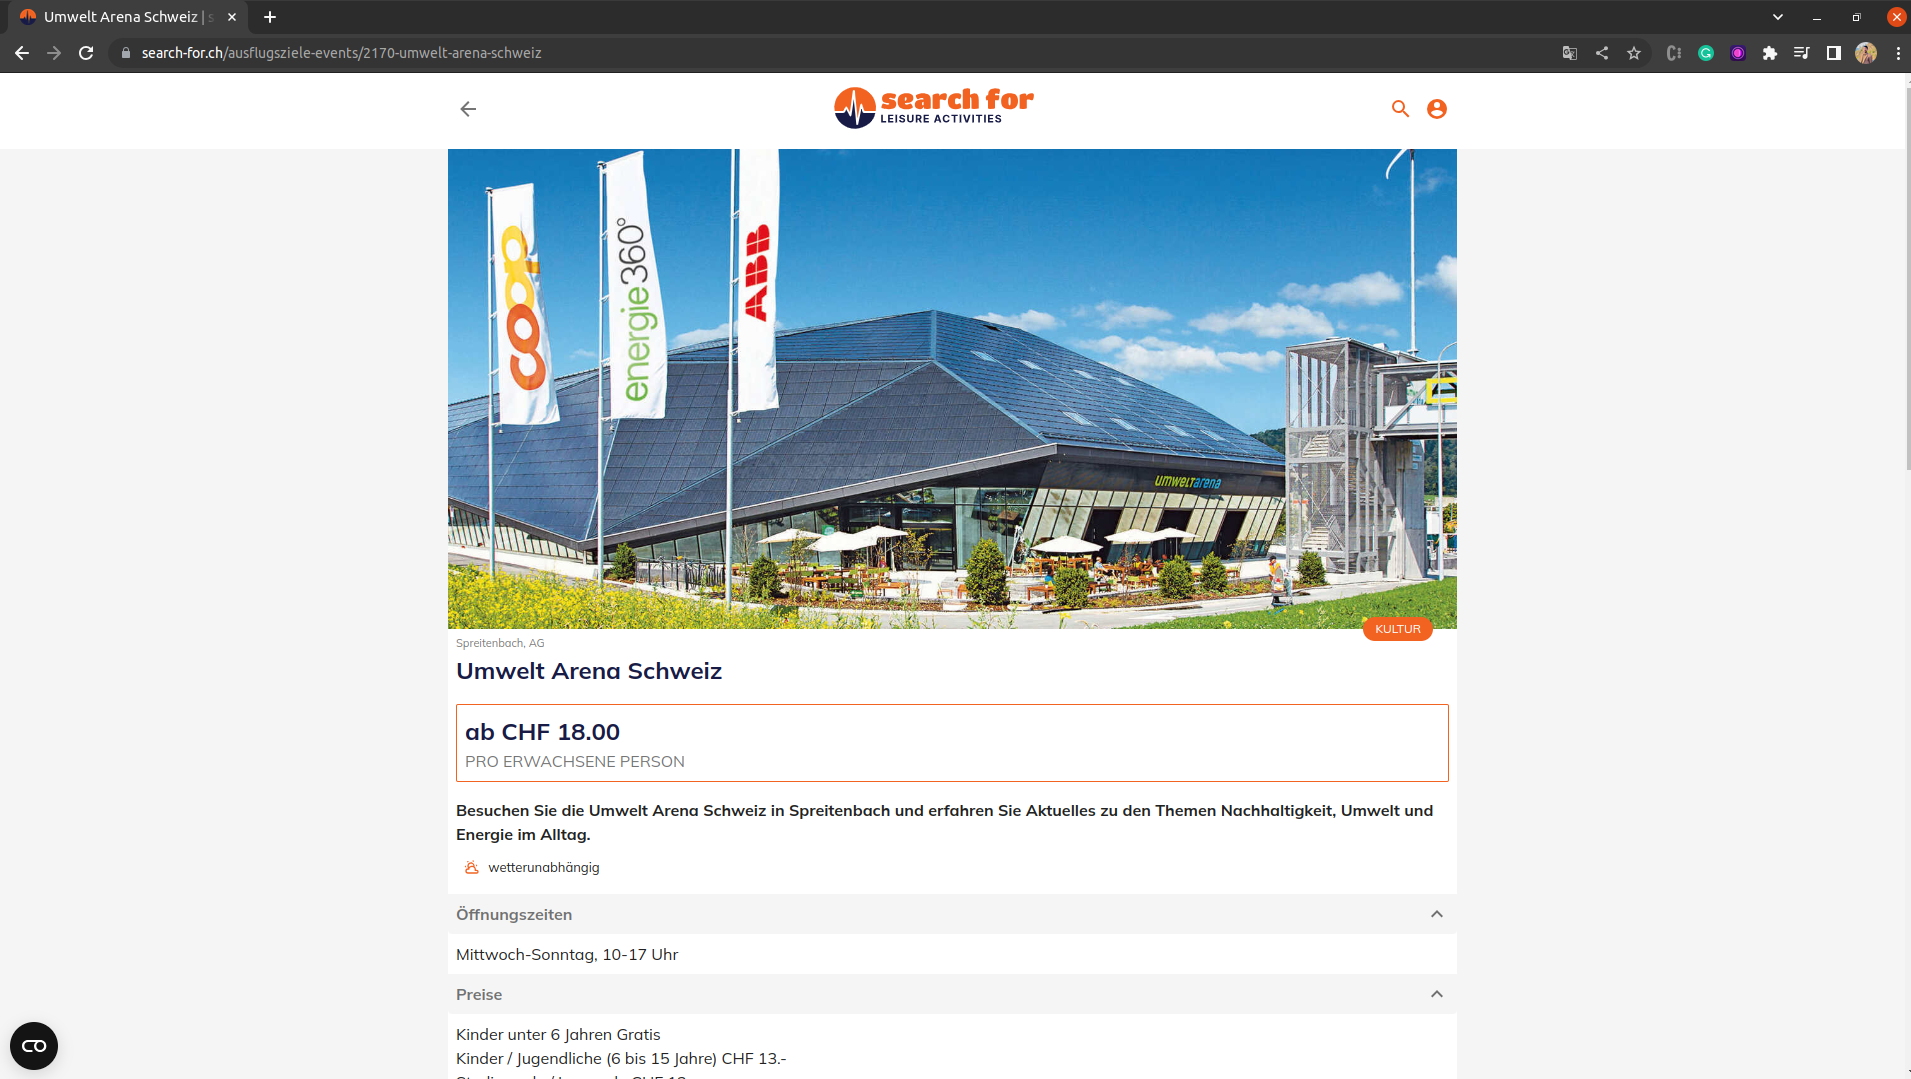 Umwelt Arena Schweiz | s
search-for.ch/ausflugsziele-events/2170-umwelt-arena-schweiz
search for
LEISURE ACTIVITIES
coop
energie360°
ABB
umweltarena
KULTUR
Spreitenbach, AG
Umwelt Arena Schweiz
ab CHF 18.00
PRO ERWACHSENE PERSON
Besuchen Sie die Umwelt Arena Schweiz in Spreitenbach und erfahren Sie Aktuelles zu den Themen Nachhaltigkeit, Umwelt und
Energie im Alltag.
wetterunabhängig
Öffnungszeiten
Mittwoch-Sonntag, 10-17 Uhr
Preise
Kinder unter 6 Jahren Gratis
Kinder / Jugendliche (6 bis 15 Jahre) CHF 13.-